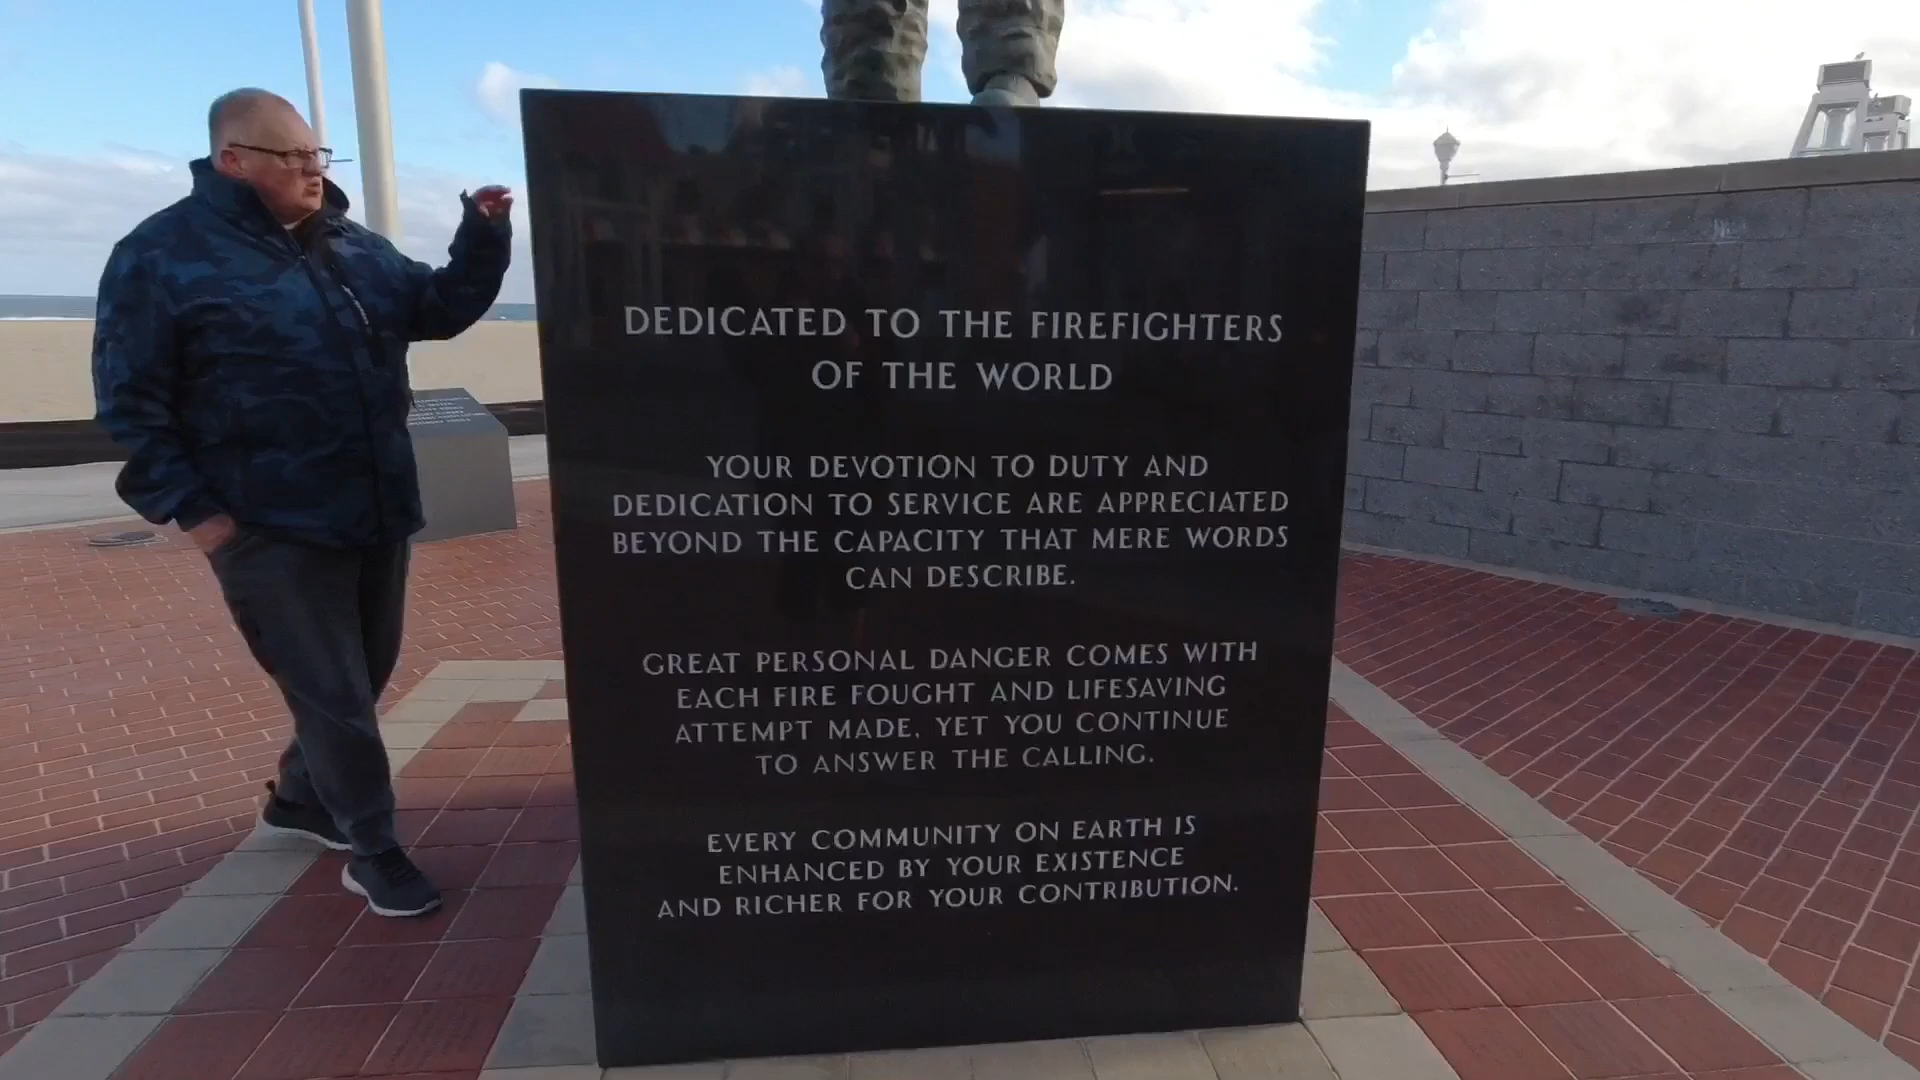 DEDICATED TO THE FIREFIGHTERS
OF THE WORLD
YOUR DEVOTION TO DUTY AND
DEDICATION TO SERVICE ARE APPRECIATED
BEYOND THE CAPACITY THAT MERE WORDS
CAN DESCRIBE.
GREAT PERSONAL DANGER COMES WITH
EACH FIRE FOUGHT AND LIFESAVING
ATTEMPT MADE, YET YOU CONTINUE
TO ANSWER THE CALLING.
EVERY COMMUNITY ON EARTH IS
ENHANCED BY YOUR EXISTENCE
AND RICHER FOR YOUR CONTRIBUTION.